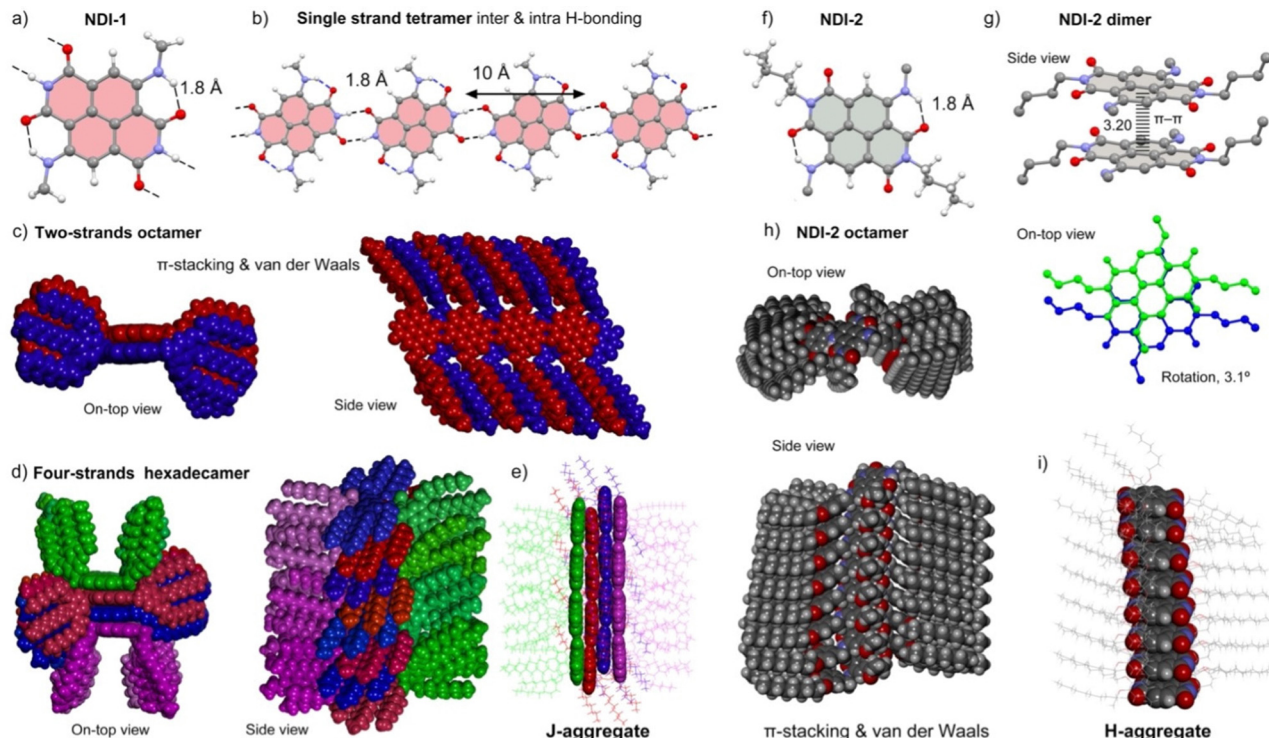 a) NDI-1
1.8 Å
b) Single strand tetramer inter & intra H-bonding
1.8 Å
10 Å
f) NDI-2
1.8 Å
g) NDI-2 dimer
Side view
3.20
π–π
On-top view
Rotation, 3.1º
c) Two-strands octamer
π-stacking & van der Waals
On-top view
Side view
h) NDI-2 octamer
On-top view
Side view
π-stacking & van der Waals
d) Four-strands hexadecamer
On-top view
Side view
e)
J-aggregate
i)
H-aggregate